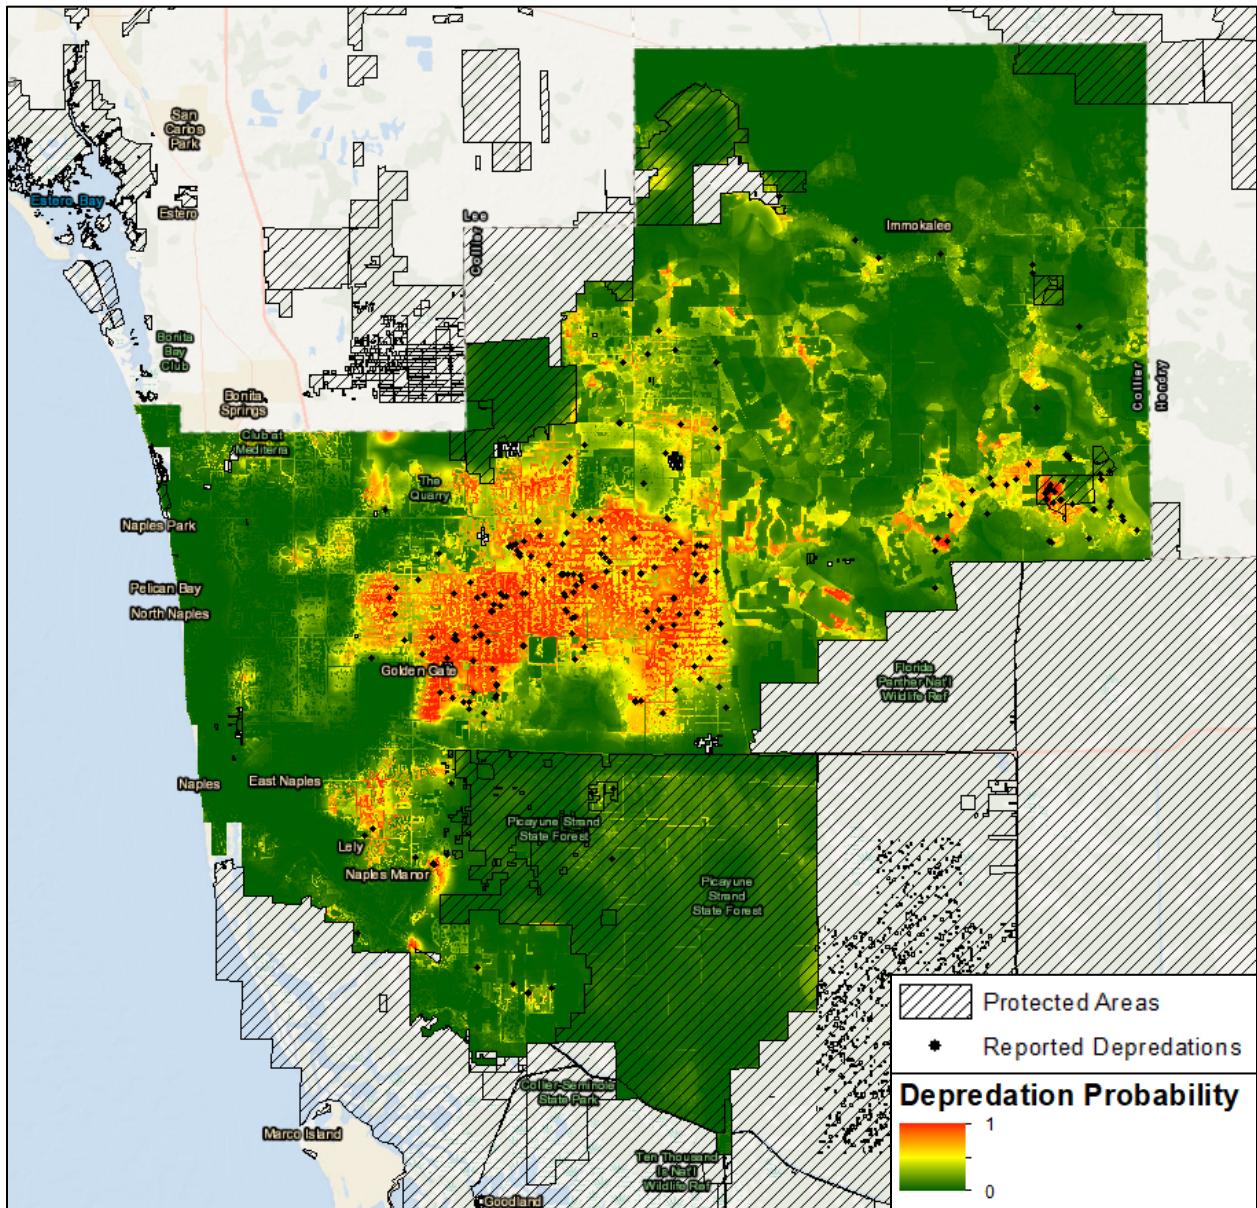 San
Carlos
Park
Estero Bay
Estero
Lee
Collier
Immokalee
Bonita
Bay
Club
Bonita
Springs
Collier
Hendry
Club at
Mediterra
The
Quarry
Naples Park
Pelican Bay
North Naples
Golden Gate
Florida
Panther Nat'l
Wildlife Ref
Naples
East Naples
Picayune Strand
State Forest
Lely
Naples Manor
Picayune
Strand
State Forest
Protected Areas
Reported Depredations
Depredation Probability
1
0
Collier-Seminole
State Park
Marco Island
Ten Thousand
Is Nat'l
Wildlife Ref
Goodland